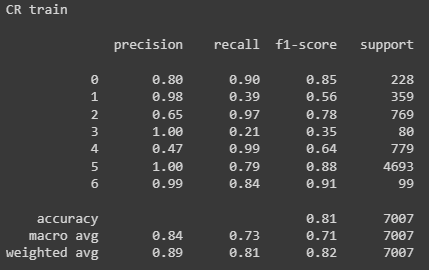 CR train
precision recall f1-score support
0 0.80 0.90 0.85 228
1 0.98 0.39 0.56 359
2 0.65 0.97 0.78 769
3 1.00 0.21 0.35 80
4 0.47 0.99 0.64 779
5 1.00 0.79 0.88 4693
6 0.99 0.84 0.91 99
accuracy 0.81 7007
macro avg 0.84 0.73 0.71 7007
weighted avg 0.89 0.81 0.82 7007